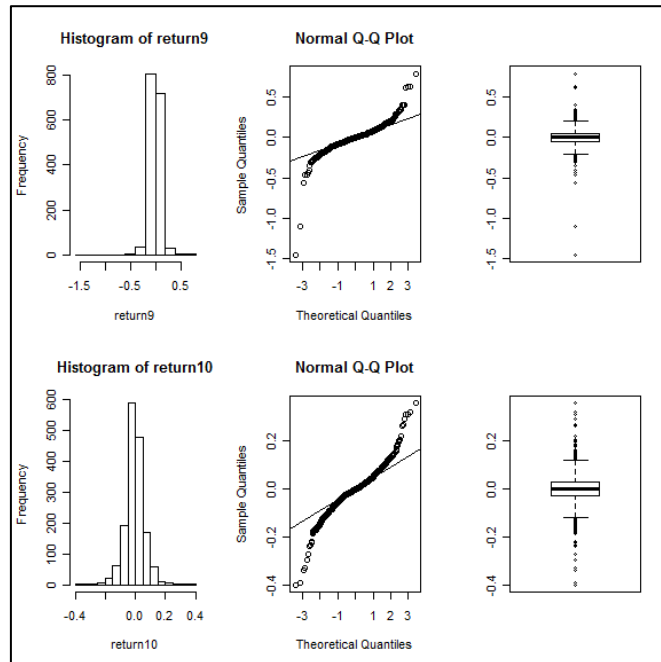 Histogram of return9
Normal Q-Q Plot
Frequency
0 200 400 600 800
-1.5 -0.5 0.5
return9
Sample Quantiles
-1.5 -1.0 -0.5 0.0 0.5
-3 -1 1 2 3
Theoretical Quantiles
-1.5 -1.0 -0.5 0.0 0.5
Histogram of return10
Normal Q-Q Plot
Frequency
0 100 200 300 400 500 600
-0.4 0.0 0.2 0.4
return10
Sample Quantiles
-0.4 -0.2 0.0 0.2
-3 -1 1 2 3
Theoretical Quantiles
-0.4 -0.2 0.0 0.2